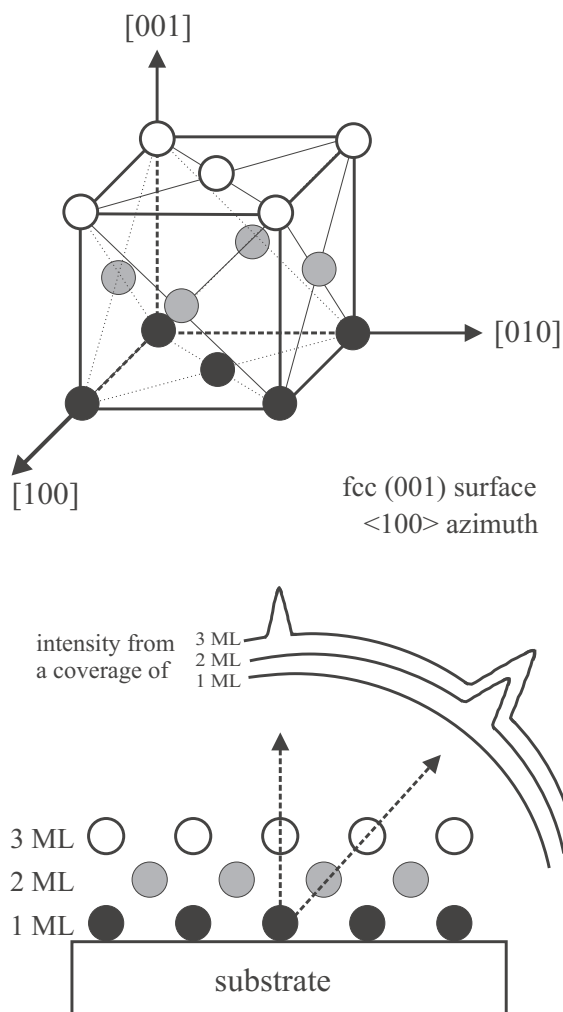 [001]
[010]
[100]
fcc (001) surface
<100> azimuth
intensity from
a coverage of
3 ML
2 ML
1 ML
3 ML
2 ML
1 ML
substrate